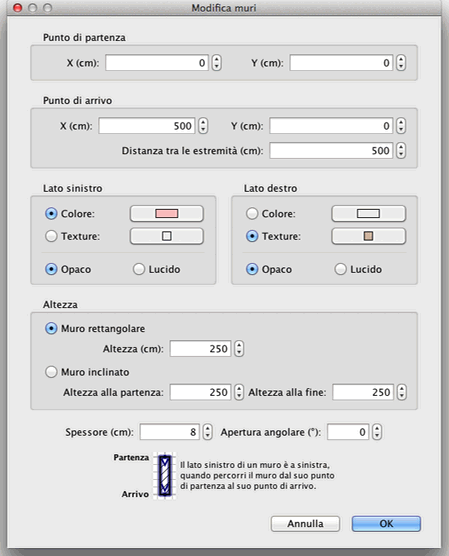 Modifica muri
Punto di partenza
X (cm): 0 Y (cm): 0
Punto di arrivo
X (cm): 500 Y (cm): 0
Distanza tra le estremità (cm): 500
Lato sinistro Lato destro
Colore: Colore:
Texture: Texture:
Opaco Lucido Opaco Lucido
Altezza
Muro rettangolare
Altezza (cm): 250
Muro inclinato
Altezza alla partenza: 250 Altezza alla fine: 250
Spessore (cm): 8 Apertura angolare (°): 0
Partenza
Il lato sinistro di un muro è a sinistra,
quando percorri il muro dal suo punto
di partenza al suo punto di arrivo.
Arrivo
Annulla OK